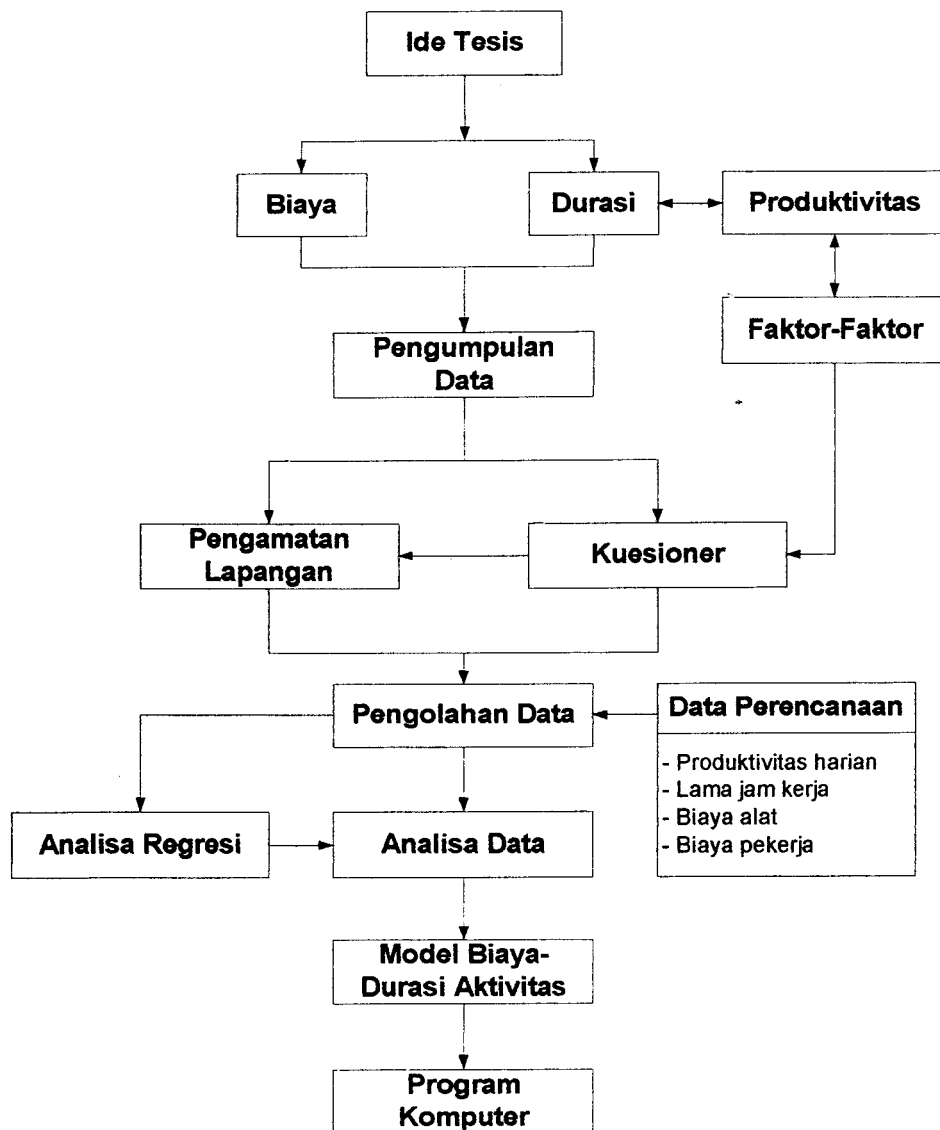 Ide Tesis
Biaya
Durasi
Produktivitas
Faktor-Faktor
Pengumpulan
Data
Pengamatan
Lapangan
Kuesioner
Pengolahan Data
Data Perencanaan
- Produktivitas harian
- Lama jam kerja
- Biaya alat
- Biaya pekerja
Analisa Regresi
Analisa Data
Model Biaya-
Durasi Aktivitas
Program
Komputer